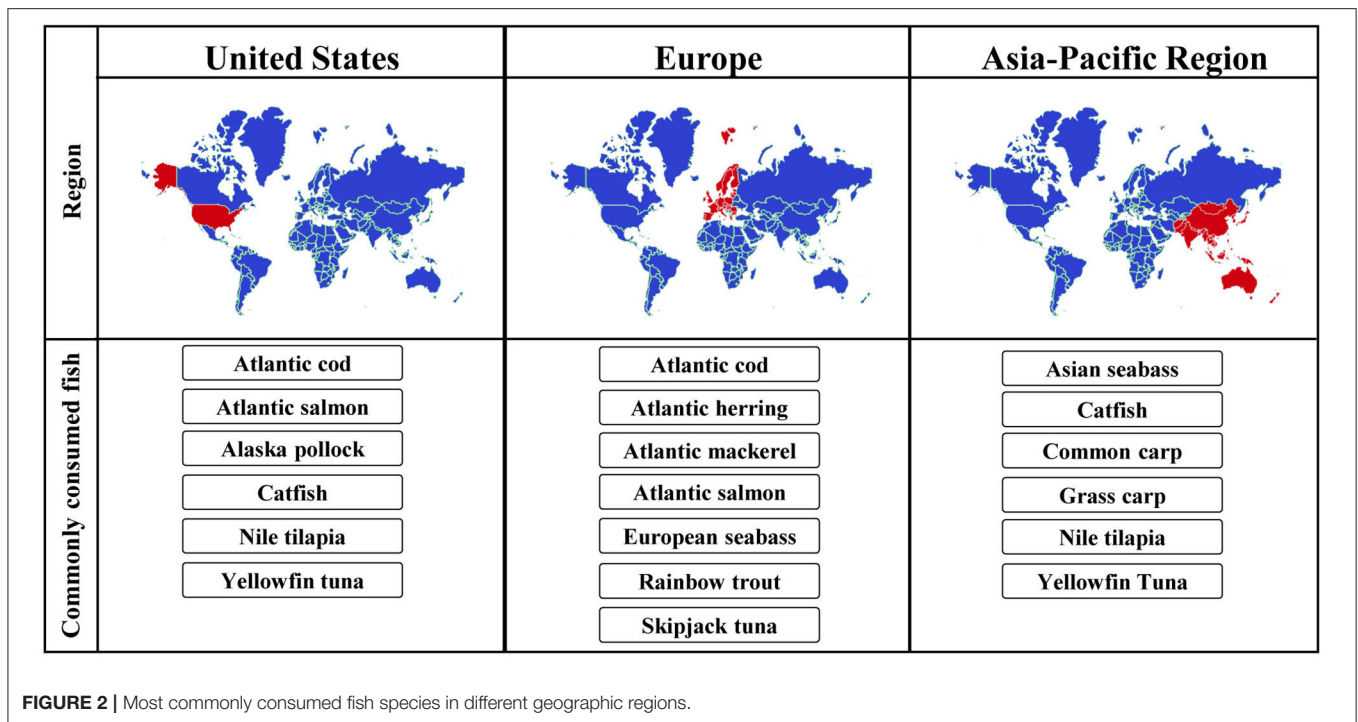 United States
Europe
Asia-Pacific Region
Region
Commonly consumed fish
Atlantic cod
Atlantic salmon
Alaska pollock
Catfish
Nile tilapia
Yellowfin tuna
Atlantic cod
Atlantic herring
Atlantic mackerel
Atlantic salmon
European seabass
Rainbow trout
Skipjack tuna
Asian seabass
Catfish
Common carp
Grass carp
Nile tilapia
Yellowfin Tuna
FIGURE 2 | Most commonly consumed fish species in different geographic regions.